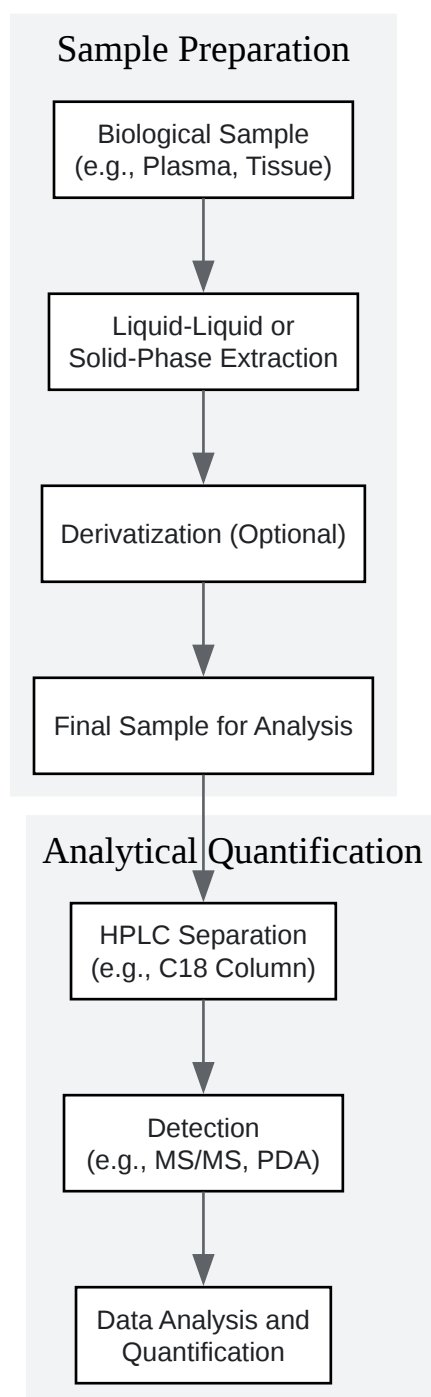 Sample Preparation
Biological Sample
(e.g., Plasma, Tissue)
Liquid-Liquid or
Solid-Phase Extraction
Derivatization (Optional)
Final Sample for Analysis
Analytical Quantification
HPLC Separation
(e.g., C18 Column)
Detection
(e.g., MS/MS, PDA)
Data Analysis and
Quantification